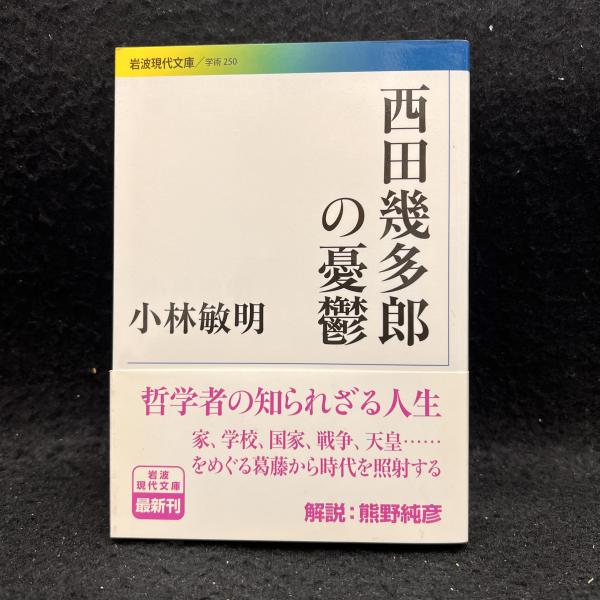 岩波現代文庫／学術 250
西田幾多郎
の憂鬱
小林敏明
哲学者の知られざる人生
家、学校、国家、戦争、天皇……
をめぐる葛藤から時代を照射する
岩波
現代文庫
最新刊
解説：熊野純彦